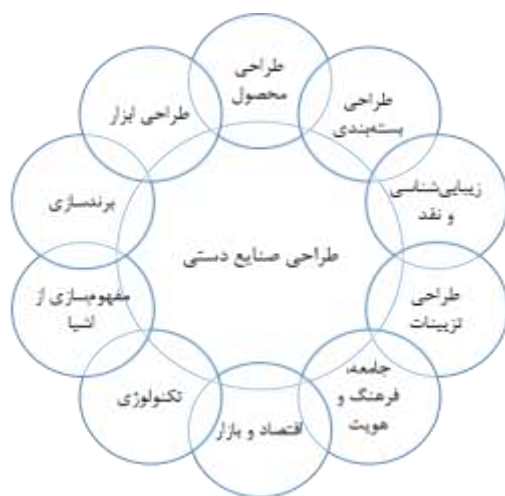 طراحی
محصول
طراحی
بسته‌بندی
زیبایی‌شناسی
و نقد
طراحی
تزیینات
جامعه،
فرهنگ و
هویت
اقتصاد و بازار
تکنولوژی
مفهوم‌سازی از
اشیا
برندسازی
طراحی ابزار
طراحی صنایع دستی